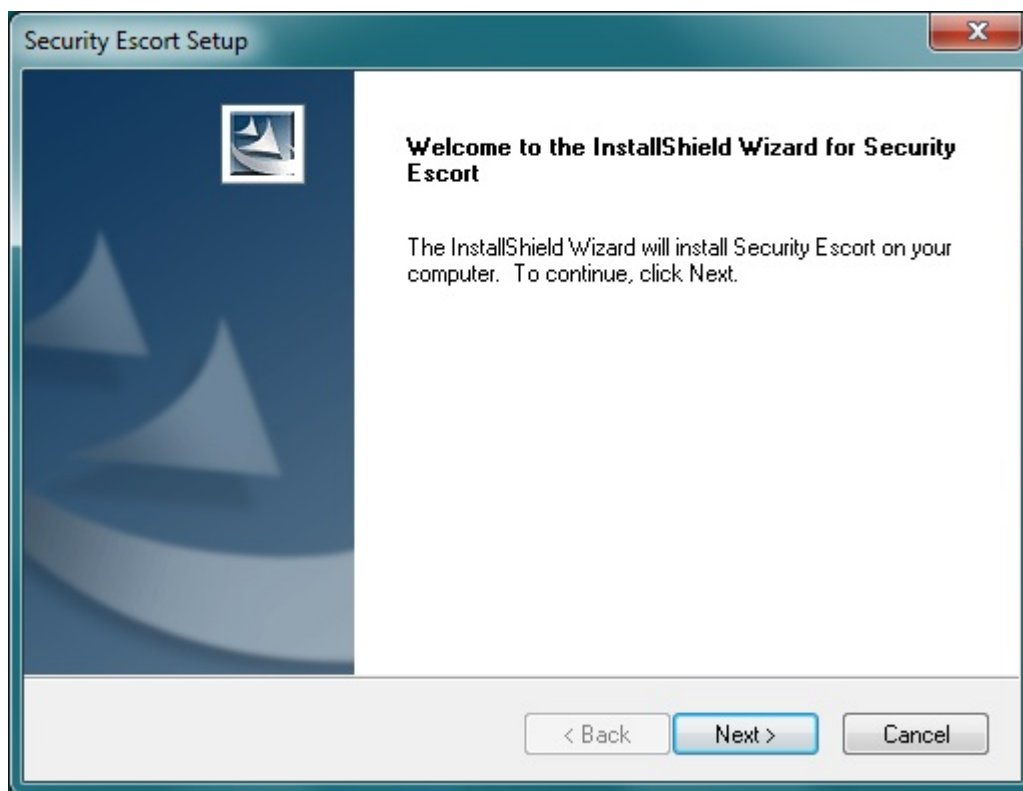 Security Escort Setup
Welcome to the InstallShield Wizard for Security
Escort
The InstallShield Wizard will install Security Escort on your
computer.  To continue, click Next.
< Back
Next >
Cancel